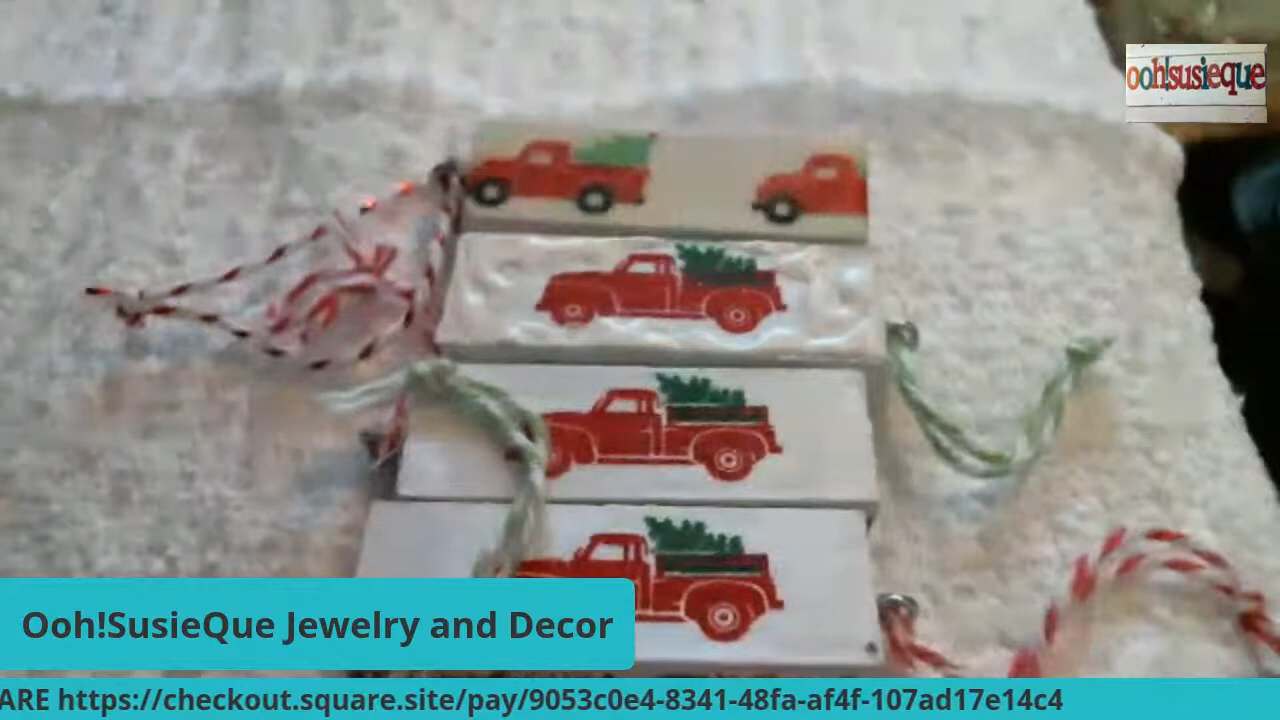 ooh!susieque
Ooh!SusieQue Jewelry and Decor
ARE https://checkout.square.site/pay/9053c0e4-8341-48fa-af4f-107ad17e14c4